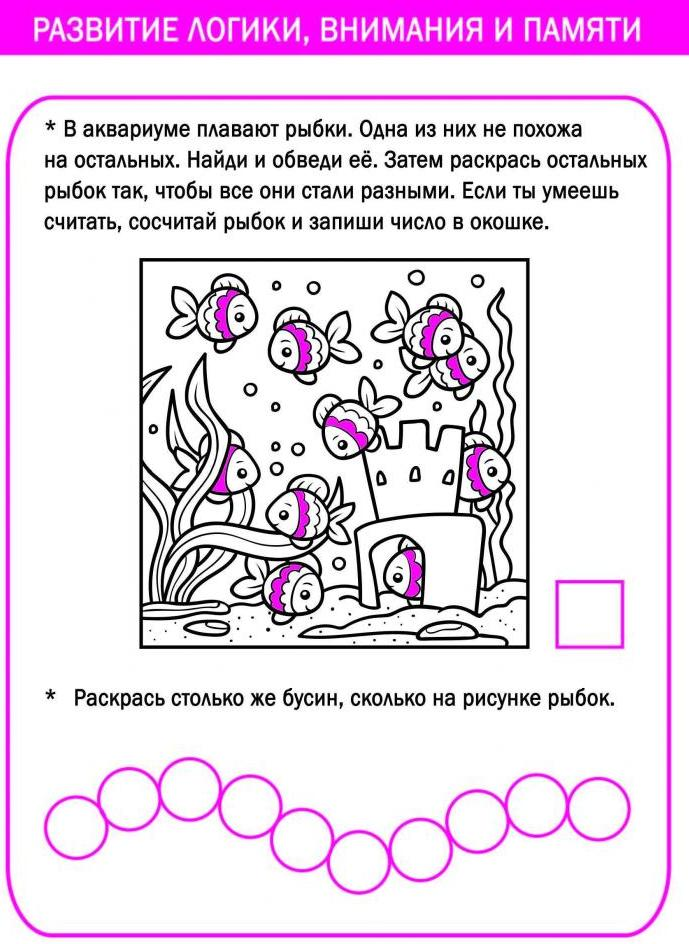 РАЗВИТИЕ ЛОГИКИ, ВНИМАНИЯ И ПАМЯТИ
* В аквариуме плавают рыбки. Одна из них не похожа
на остальных. Найди и обведи её. Затем раскрась остальных
рыбок так, чтобы все они стали разными. Если ты умеешь
считать, сосчитай рыбок и запиши число в окошке.
* Раскрась столько же бусин, сколько на рисунке рыбок.